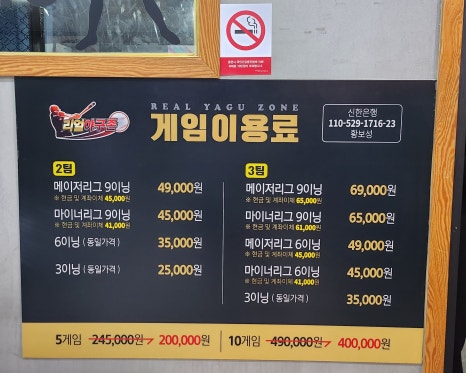 REAL YAGU ZONE
리얼야구존
게임이용료
신한은행
110-529-1716-23
황보성
2팀
메이저리그 9이닝 49,000원
※ 현금 및 계좌이체 45,000원
마이너리그 9이닝 45,000원
※ 현금 및 계좌이체 41,000원
6이닝 ( 동일가격 ) 35,000원
3이닝 ( 동일가격 ) 25,000원
3팀
메이저리그 9이닝 69,000원
※ 현금 및 계좌이체 65,000원
마이너리그 9이닝 65,000원
※ 현금 및 계좌이체 61,000원
메이저리그 6이닝 49,000원
※ 현금 및 계좌이체 45,000원
마이너리그 6이닝 45,000원
※ 현금 및 계좌이체 41,000원
3이닝 ( 동일가격 ) 35,000원
5게임 245,000원 200,000원
10게임 490,000원 400,000원